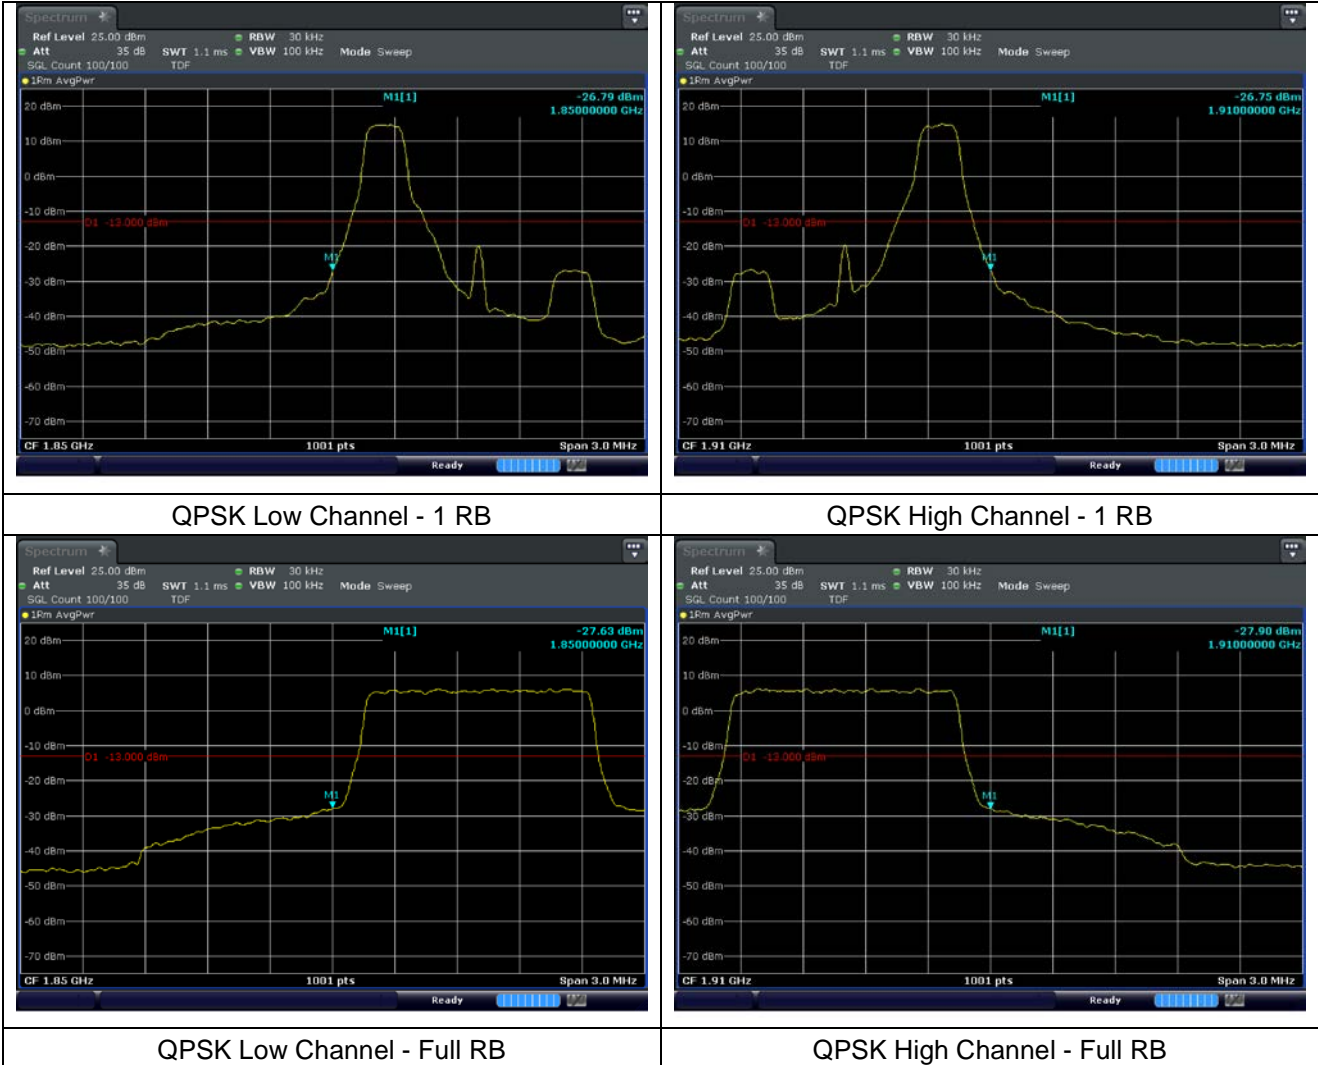 Spectrum
Ref Level 25.00 dBm RBW 30 kHz
Att 35 dB SWT 1.1 ms VBW 100 kHz Mode Sweep
SGL Count 100/100 TDF
1Rm AvgPwr
M1[1] -26.79 dBm
1.85000000 GHz
20 dBm
10 dBm
0 dBm
-10 dBm
D1 -13.000 dBm
-20 dBm
M1
-30 dBm
-40 dBm
-50 dBm
-60 dBm
-70 dBm
CF 1.85 GHz 1001 pts Span 3.0 MHz
Ready
QPSK Low Channel - 1 RB
Spectrum
Ref Level 25.00 dBm RBW 30 kHz
Att 35 dB SWT 1.1 ms VBW 100 kHz Mode Sweep
SGL Count 100/100 TDF
1Rm AvgPwr
M1[1] -26.75 dBm
1.91000000 GHz
20 dBm
10 dBm
0 dBm
-10 dBm
D1 -13.000 dBm
-20 dBm
M1
-30 dBm
-40 dBm
-50 dBm
-60 dBm
-70 dBm
CF 1.91 GHz 1001 pts Span 3.0 MHz
Ready
QPSK High Channel - 1 RB
Spectrum
Ref Level 25.00 dBm RBW 30 kHz
Att 35 dB SWT 1.1 ms VBW 100 kHz Mode Sweep
SGL Count 100/100 TDF
1Rm AvgPwr
M1[1] -27.63 dBm
1.85000000 GHz
20 dBm
10 dBm
0 dBm
-10 dBm
D1 -13.000 dBm
-20 dBm
M1
-30 dBm
-40 dBm
-50 dBm
-60 dBm
-70 dBm
CF 1.85 GHz 1001 pts Span 3.0 MHz
Ready
QPSK Low Channel - Full RB
Spectrum
Ref Level 25.00 dBm RBW 30 kHz
Att 35 dB SWT 1.1 ms VBW 100 kHz Mode Sweep
SGL Count 100/100 TDF
1Rm AvgPwr
M1[1] -27.90 dBm
1.91000000 GHz
20 dBm
10 dBm
0 dBm
-10 dBm
D1 -13.000 dBm
-20 dBm
M1
-30 dBm
-40 dBm
-50 dBm
-60 dBm
-70 dBm
CF 1.91 GHz 1001 pts Span 3.0 MHz
Ready
QPSK High Channel - Full RB